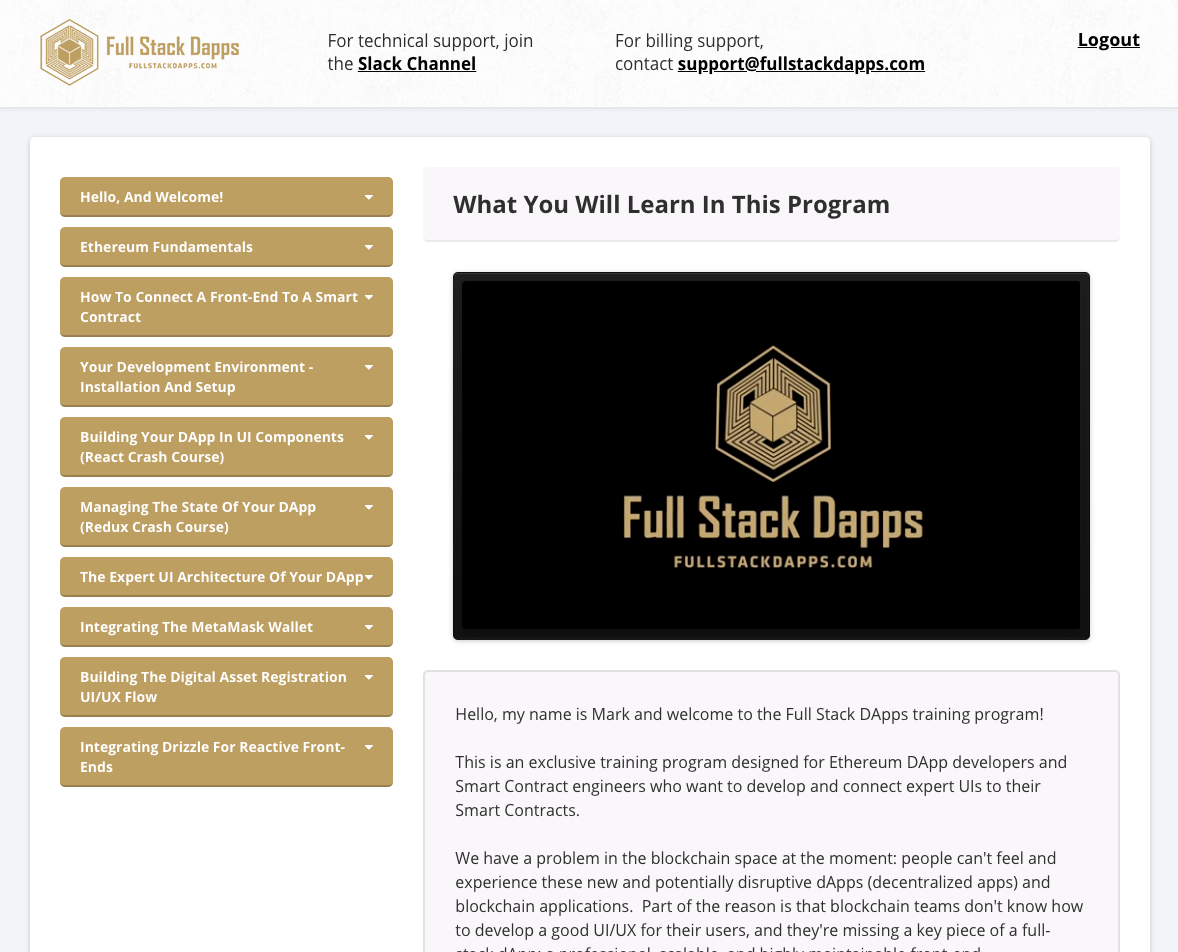 Full Stack Dapps
FULLSTACKDAPPS.COM
For technical support, join
the Slack Channel
For billing support,
contact support@fullstackdapps.com
Logout
Hello, And Welcome!
Ethereum Fundamentals
How To Connect A Front-End To A Smart
Contract
Your Development Environment -
Installation And Setup
Building Your DApp In UI Components
(React Crash Course)
Managing The State Of Your DApp
(Redux Crash Course)
The Expert UI Architecture Of Your DApp
Integrating The MetaMask Wallet
Building The Digital Asset Registration
UI/UX Flow
Integrating Drizzle For Reactive Front-
Ends
What You Will Learn In This Program
Full Stack Dapps
FULLSTACKDAPPS.COM
Hello, my name is Mark and welcome to the Full Stack DApps training program!
This is an exclusive training program designed for Ethereum DApp developers and
Smart Contract engineers who want to develop and connect expert UIs to their
Smart Contracts.
We have a problem in the blockchain space at the moment: people can't feel and
experience these new and potentially disruptive dApps (decentralized apps) and
blockchain applications.  Part of the reason is that blockchain teams don't know how
to develop a good UI/UX for their users, and they're missing a key piece of a full-
stack dApp: a professional, scalable, and highly maintainable front-end.